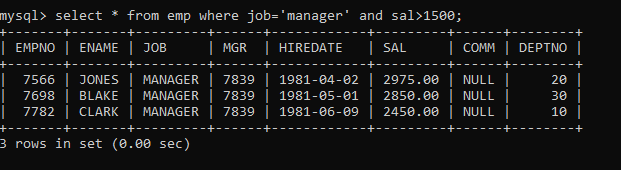 mysql> select * from emp where job='manager' and sal>1500;
+-------+-------+---------+------+------------+---------+------+--------+
| EMPNO | ENAME | JOB     | MGR  | HIREDATE   | SAL     | COMM | DEPTNO |
+-------+-------+---------+------+------------+---------+------+--------+
|  7566 | JONES | MANAGER | 7839 | 1981-04-02 | 2975.00 | NULL |     20 |
|  7698 | BLAKE | MANAGER | 7839 | 1981-05-01 | 2850.00 | NULL |     30 |
|  7782 | CLARK | MANAGER | 7839 | 1981-06-09 | 2450.00 | NULL |     10 |
+-------+-------+---------+------+------------+---------+------+--------+
3 rows in set (0.00 sec)